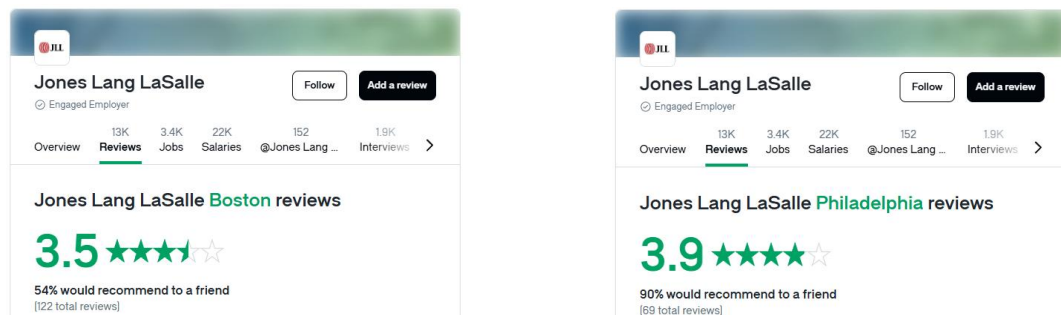 JLL
Jones Lang LaSalle
Follow
Add a review
Engaged Employer
13K 3.4K 22K 152 1.9K
Overview Reviews Jobs Salaries @Jones Lang ... Interviews
Jones Lang LaSalle Boston reviews
3.5
54% would recommend to a friend
(122 total reviews)
JLL
Jones Lang LaSalle
Follow
Add a review
Engaged Employer
13K 3.4K 22K 152 1.9K
Overview Reviews Jobs Salaries @Jones Lang ... Interviews
Jones Lang LaSalle Philadelphia reviews
3.9
90% would recommend to a friend
(69 total reviews)